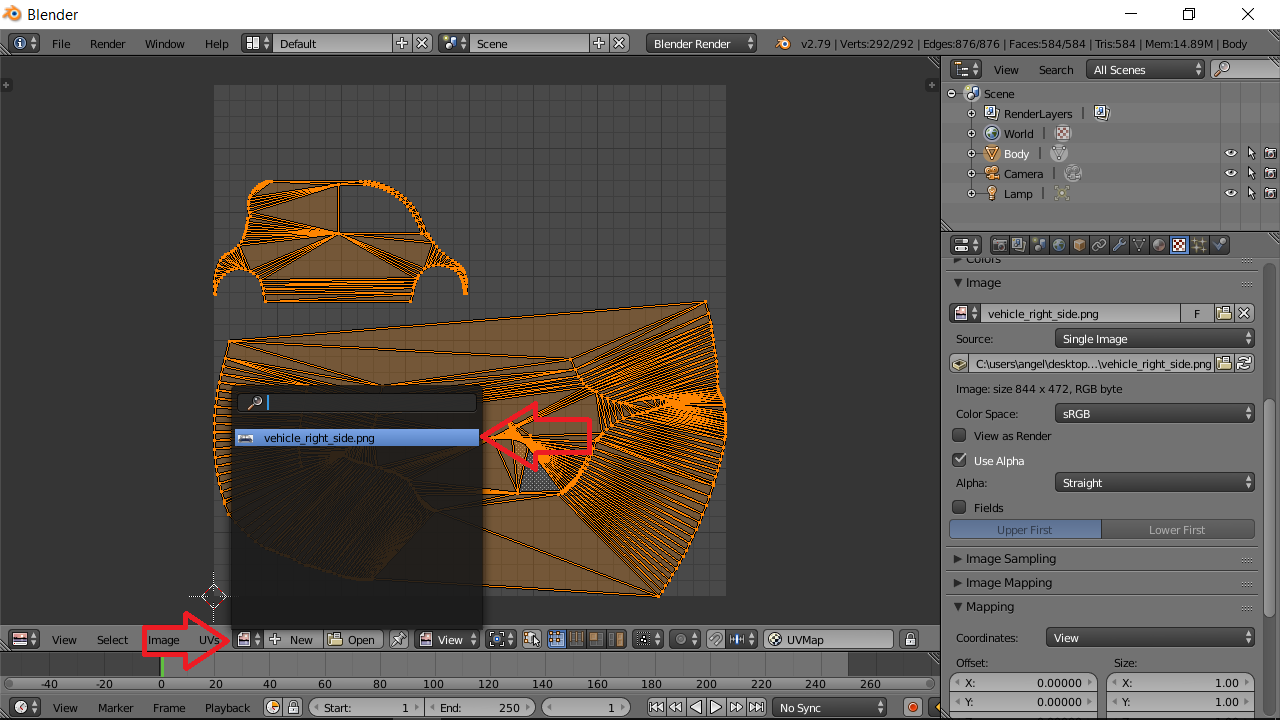 Blender
File Render Window Help Default Scene Blender Render v2.79 | Verts:292/292 | Edges:876/876 | Faces:584/584 | Tris:584 | Mem:14.89M | Body
View Search All Scenes
Scene
RenderLayers
World
Body
Camera
Lamp
Colors
Image
vehicle_right_side.png F
Source: Single Image
C:\users\angel\desktop...\vehicle_right_side.png
Image: size 844 x 472, RGB byte
Color Space: sRGB
View as Render
Use Alpha
Alpha: Straight
Fields
Upper First Lower First
Image Sampling
Image Mapping
Mapping
Coordinates: View
Offset: Size:
X: 0.00000 X: 1.00
Y: 0.00000 Y: 1.00
vehicle_right_side.png
View Select Image UVs New Open View UVMap
-40 -20 0 20 40 60 80 100 120 140 160 180 200 220 240 260
View Marker Frame Playback Start: 1 End: 250 1 No Sync